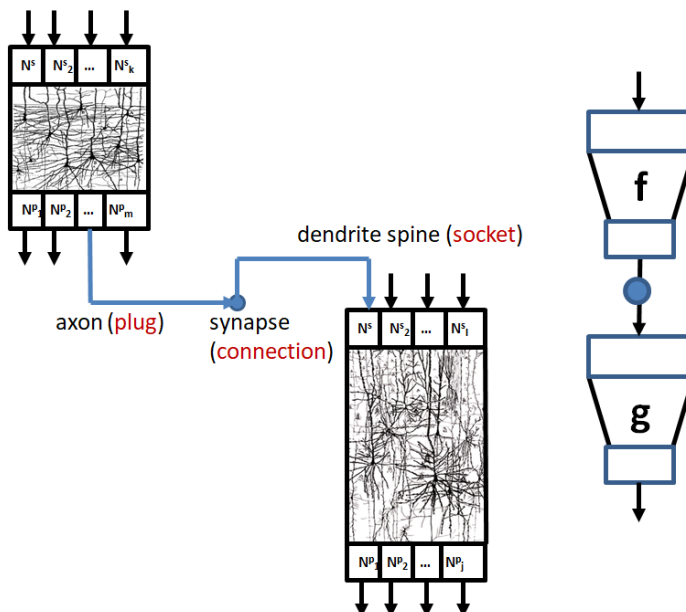 Nˢ Nˢ₂ ... Nˢₖ
Nᵖ₁ Nᵖ₂ ... Nᵖₘ
dendrite spine (socket)
axon (plug)
synapse
(connection)
Nˢ Nˢ₂ ... Nˢₗ
Nᵖ₁ Nᵖ₂ ... Nᵖⱼ
f
g